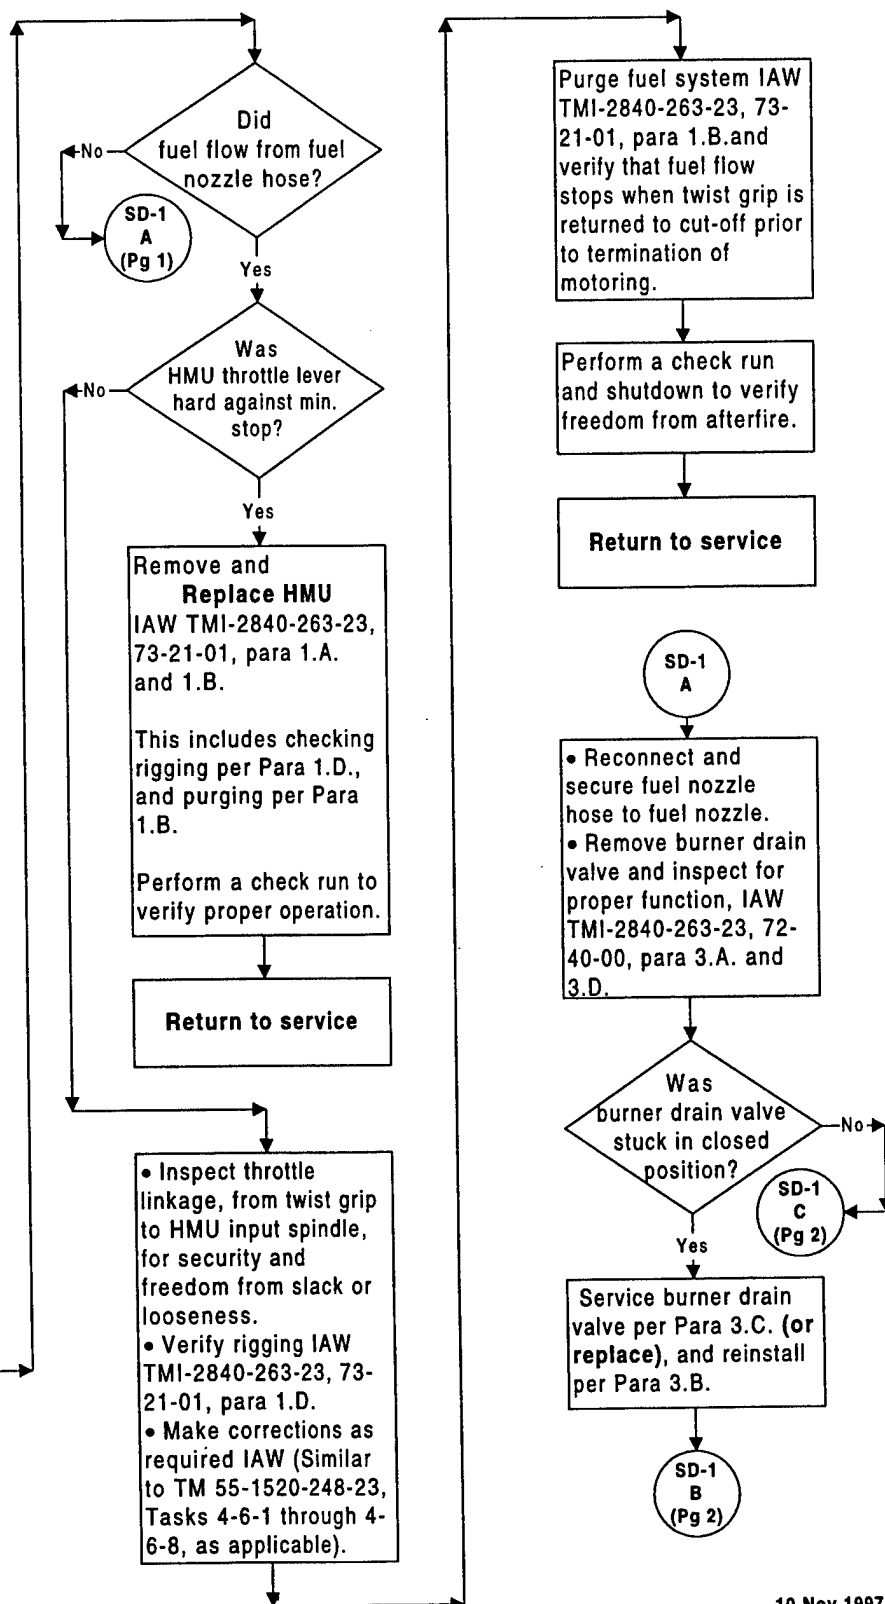 Did
fuel flow from fuel
nozzle hose?
No
SD-1
A
(Pg 1)
Yes
Was
HMU throttle lever
hard against min.
stop?
No
Yes
Remove and
Replace HMU
IAW TMI-2840-263-23,
73-21-01, para 1.A.
and 1.B.
This includes checking
rigging per Para 1.D.,
and purging per Para
1.B.
Perform a check run to
verify proper operation.
Return to service
• Inspect throttle
linkage, from twist grip
to HMU input spindle,
for security and
freedom from slack or
looseness.
• Verify rigging IAW
TMI-2840-263-23, 73-
21-01, para 1.D.
• Make corrections as
required IAW (Similar
to TM 55-1520-248-23,
Tasks 4-6-1 through 4-
6-8, as applicable).
Purge fuel system IAW
TMI-2840-263-23, 73-
21-01, para 1.B.and
verify that fuel flow
stops when twist grip is
returned to cut-off prior
to termination of
motoring.
Perform a check run
and shutdown to verify
freedom from afterfire.
Return to service
SD-1
A
• Reconnect and
secure fuel nozzle
hose to fuel nozzle.
• Remove burner drain
valve and inspect for
proper function, IAW
TMI-2840-263-23, 72-
40-00, para 3.A. and
3.D.
Was
burner drain valve
stuck in closed
position?
No
SD-1
C
(Pg 2)
Yes
Service burner drain
valve per Para 3.C. (or
replace), and reinstall
per Para 3.B.
SD-1
B
(Pg 2)
10 Nov 1997